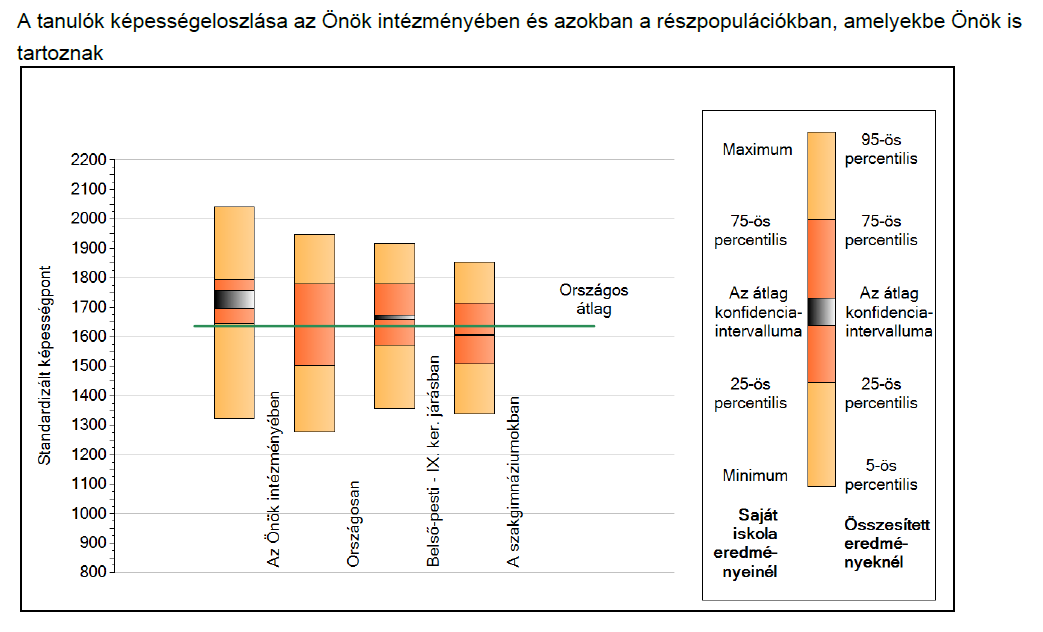 A tanulók képességeloszlása az Önök intézményében és azokban a részpopulációkban, amelyekbe Önök is
tartoznak
Standardizált képességpont
2200
2100
2000
1900
1800
1700
1600
1500
1400
1300
1200
1100
1000
900
800
Az Önök intézményében
Országosan
Belső-pesti - IX. ker. járásban
A szakgimnáziumokban
Országos
átlag
Maximum
75-ös
percentilis
Az átlag
konfidencia-
intervalluma
25-ös
percentilis
Minimum
Saját
iskola
eredmé-
nyeinél
95-ös
percentilis
75-ös
percentilis
Az átlag
konfidencia-
intervalluma
25-ös
percentilis
5-ös
percentilis
Összesített
eredmé-
nyeknél